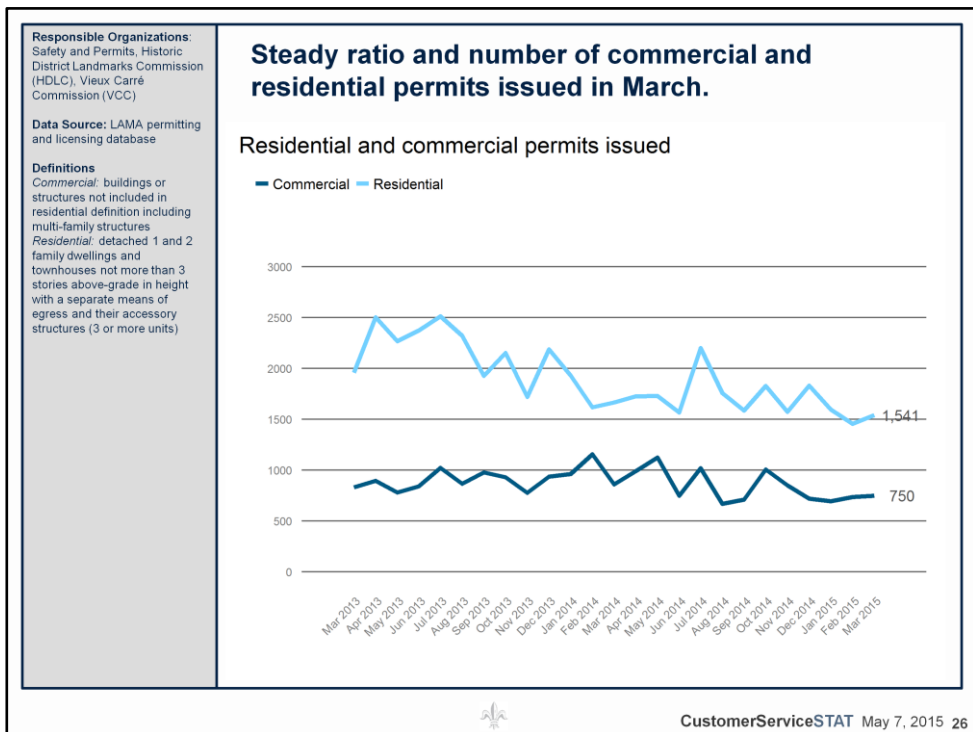 Responsible Organizations:
Safety and Permits, Historic
District Landmarks Commission
(HDLC), Vieux Carré
Commission (VCC)
Data Source: LAMA permitting
and licensing database
Definitions
Commercial: buildings or
structures not included in
residential definition including
multi-family structures
Residential: detached 1 and 2
family dwellings and
townhouses not more than 3
stories above-grade in height
with a separate means of
egress and their accessory
structures (3 or more units)
Steady ratio and number of commercial and
residential permits issued in March.
Residential and commercial permits issued
Commercial Residential
3000
2500
2000
1500
1000
500
0
1,541
750
Mar 2013
Apr 2013
May 2013
Jun 2013
Jul 2013
Aug 2013
Sep 2013
Oct 2013
Nov 2013
Dec 2013
Jan 2014
Feb 2014
Mar 2014
Apr 2014
May 2014
Jun 2014
Jul 2014
Aug 2014
Sep 2014
Oct 2014
Nov 2014
Dec 2014
Jan 2015
Feb 2015
Mar 2015
CustomerServiceSTAT May 7, 2015 26